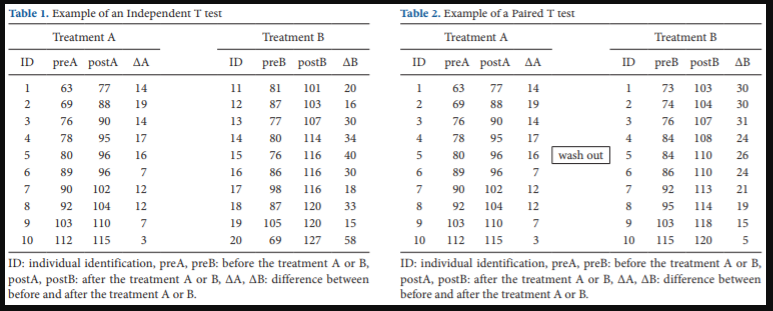 Table 1. Example of an Independent T test
Treatment A Treatment B
ID preA postA ΔA ID preB postB ΔB
1 63 77 14 11 81 101 20
2 69 88 19 12 87 103 16
3 76 90 14 13 77 107 30
4 78 95 17 14 80 114 34
5 80 96 16 15 76 116 40
6 89 96 7 16 86 116 30
7 90 102 12 17 98 116 18
8 92 104 12 18 87 120 33
9 103 110 7 19 105 120 15
10 112 115 3 20 69 127 58
ID: individual identification, preA, preB: before the treatment A or B,
postA, postB: after the treatment A or B, ΔA, ΔB: difference between
before and after the treatment A or B.
Table 2. Example of a Paired T test
Treatment A Treatment B
ID preA postA ΔA ID preB postB ΔB
1 63 77 14 1 73 103 30
2 69 88 19 2 74 104 30
3 76 90 14 3 76 107 31
4 78 95 17 4 84 108 24
5 80 96 16 wash out 5 84 110 26
6 89 96 7 6 86 110 24
7 90 102 12 7 92 113 21
8 92 104 12 8 95 114 19
9 103 110 7 9 103 118 15
10 112 115 3 10 115 120 5
ID: individual identification, preA, preB: before the treatment A or B,
postA, postB: after the treatment A or B, ΔA, ΔB: difference between
before and after the treatment A or B.